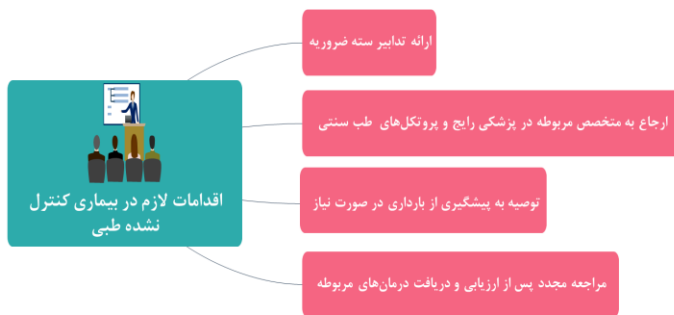 اقدامات لازم در بیماری کنترل
نشده طبی
ارائه تدابیر سته ضروریه
ارجاع به متخصص مربوطه در پزشکی رایج و پروتکل‌های طب سنتی
توصیه به پیشگیری از بارداری در صورت نیاز
مراجعه مجدد پس از ارزیابی و دریافت درمان‌های مربوطه